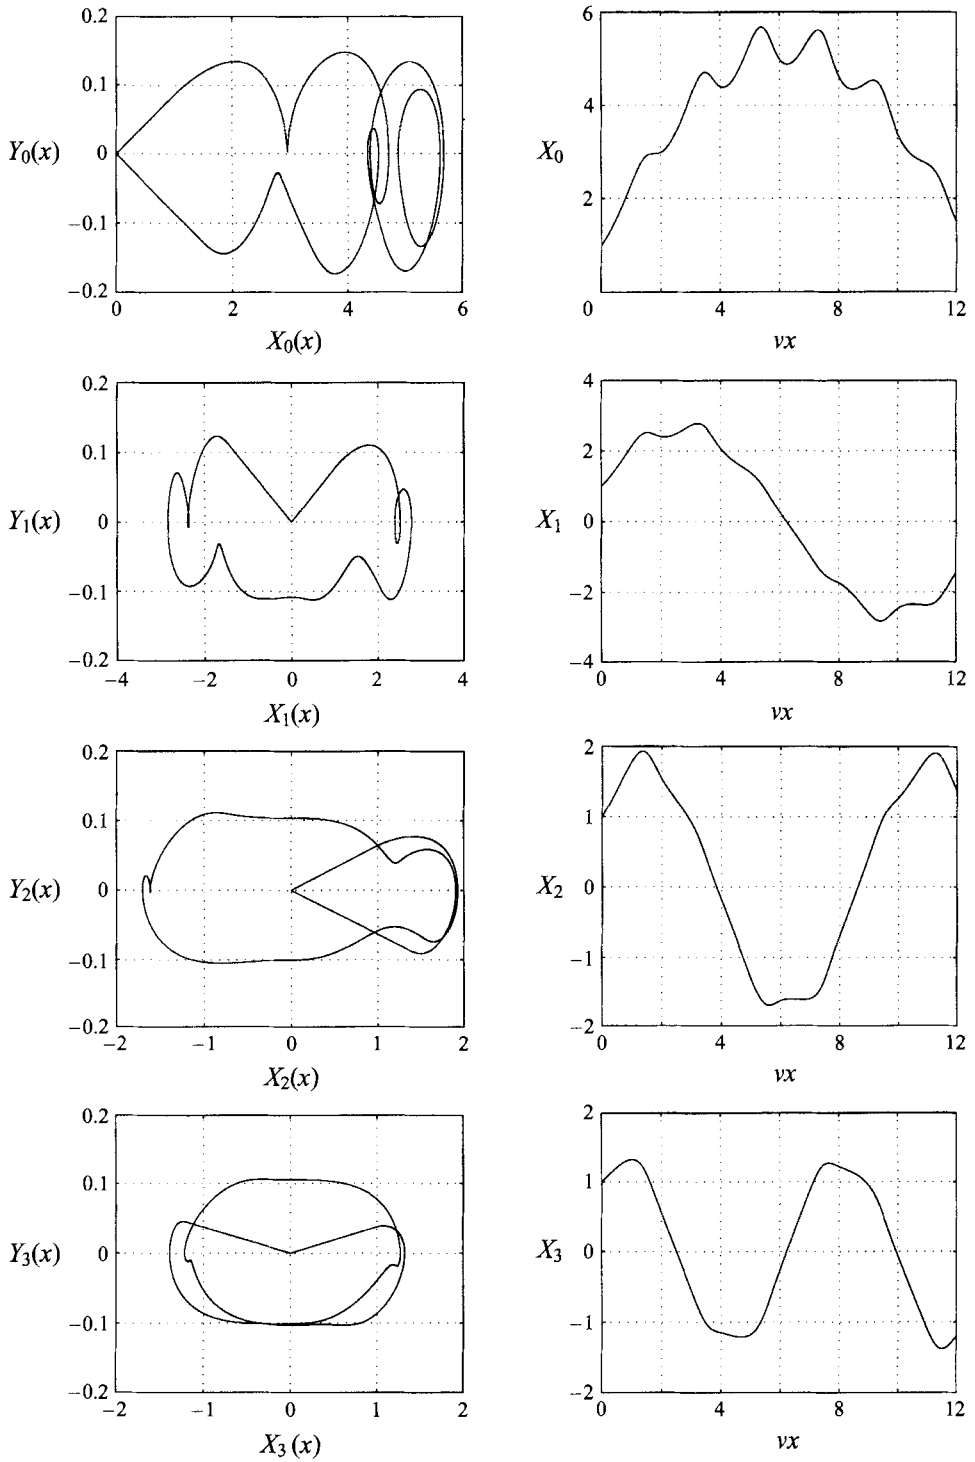 0.2
0.1
Y₀(x) 0
−0.1
−0.2
0 2 4 6
X₀(x)
6
4
X₀
2
0 4 8 12
vx
0.2
0.1
Y₁(x) 0
−0.1
−0.2
−4 −2 0 2 4
X₁(x)
4
2
X₁ 0
−2
−4
0 4 8 12
vx
0.2
0.1
Y₂(x) 0
−0.1
−0.2
−2 −1 0 1 2
X₂(x)
2
1
X₂ 0
−1
−2
0 4 8 12
vx
0.2
0.1
Y₃(x) 0
−0.1
−0.2
−2 −1 0 1 2
X₃(x)
2
1
X₃ 0
−1
−2
0 4 8 12
vx